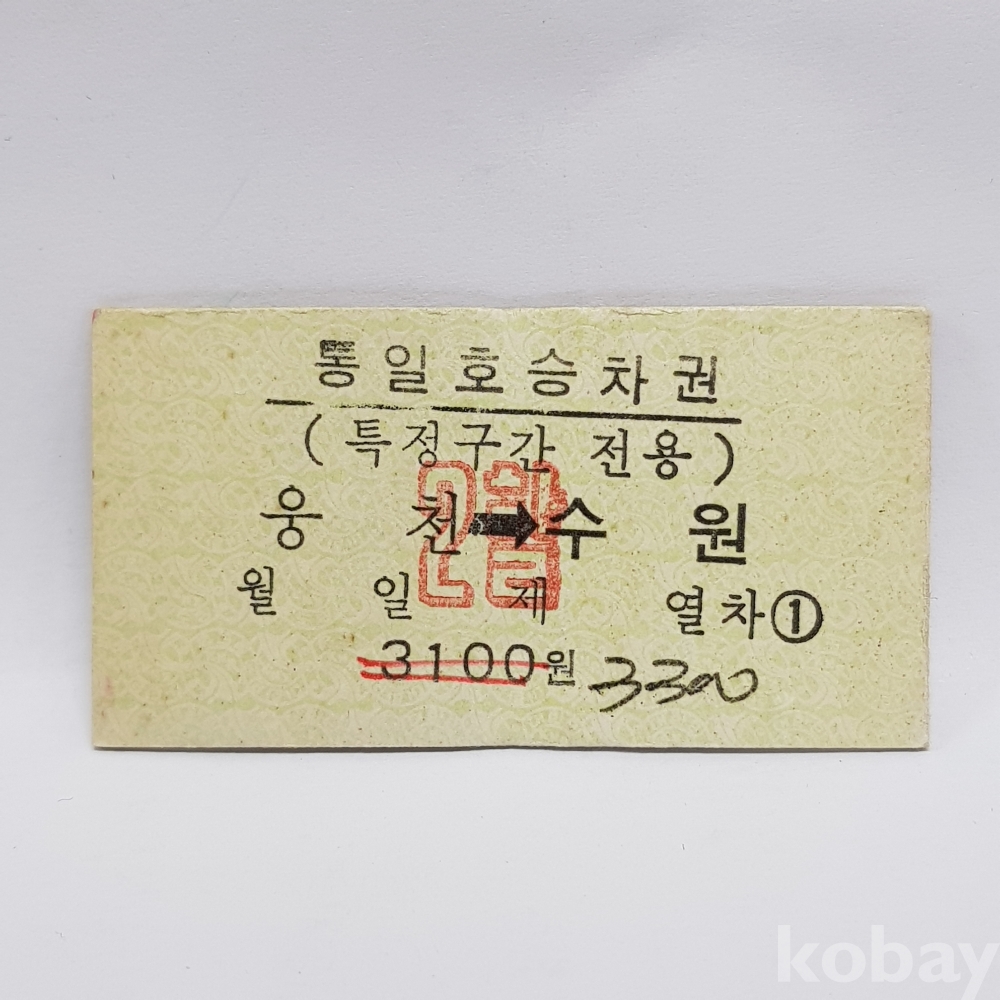 통일호승차권
(특정구간 전용)
웅 천➡수 원
월 일 제 열차①
3100원 3300
kobay